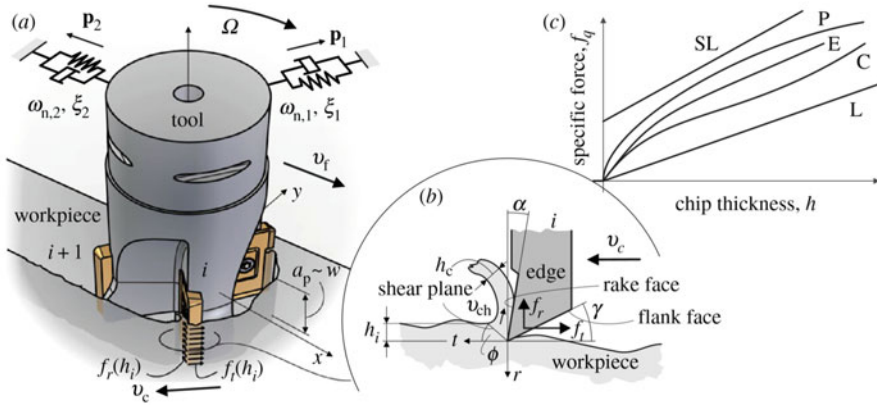 (a)
p₂
Ω
p₁
ωn,2, ξ2
ωn,1, ξ1
tool
υf
y
workpiece
i + 1
i
ap~w
x
fr(hi)
ft(hi)
υc
(b)
α
i
υc
hc
edge
shear plane
rake face
υch
fr
γ
flank face
hi
t
ft
ϕ
workpiece
r
(c)
specific force, fq
SL
P
E
C
L
chip thickness, h